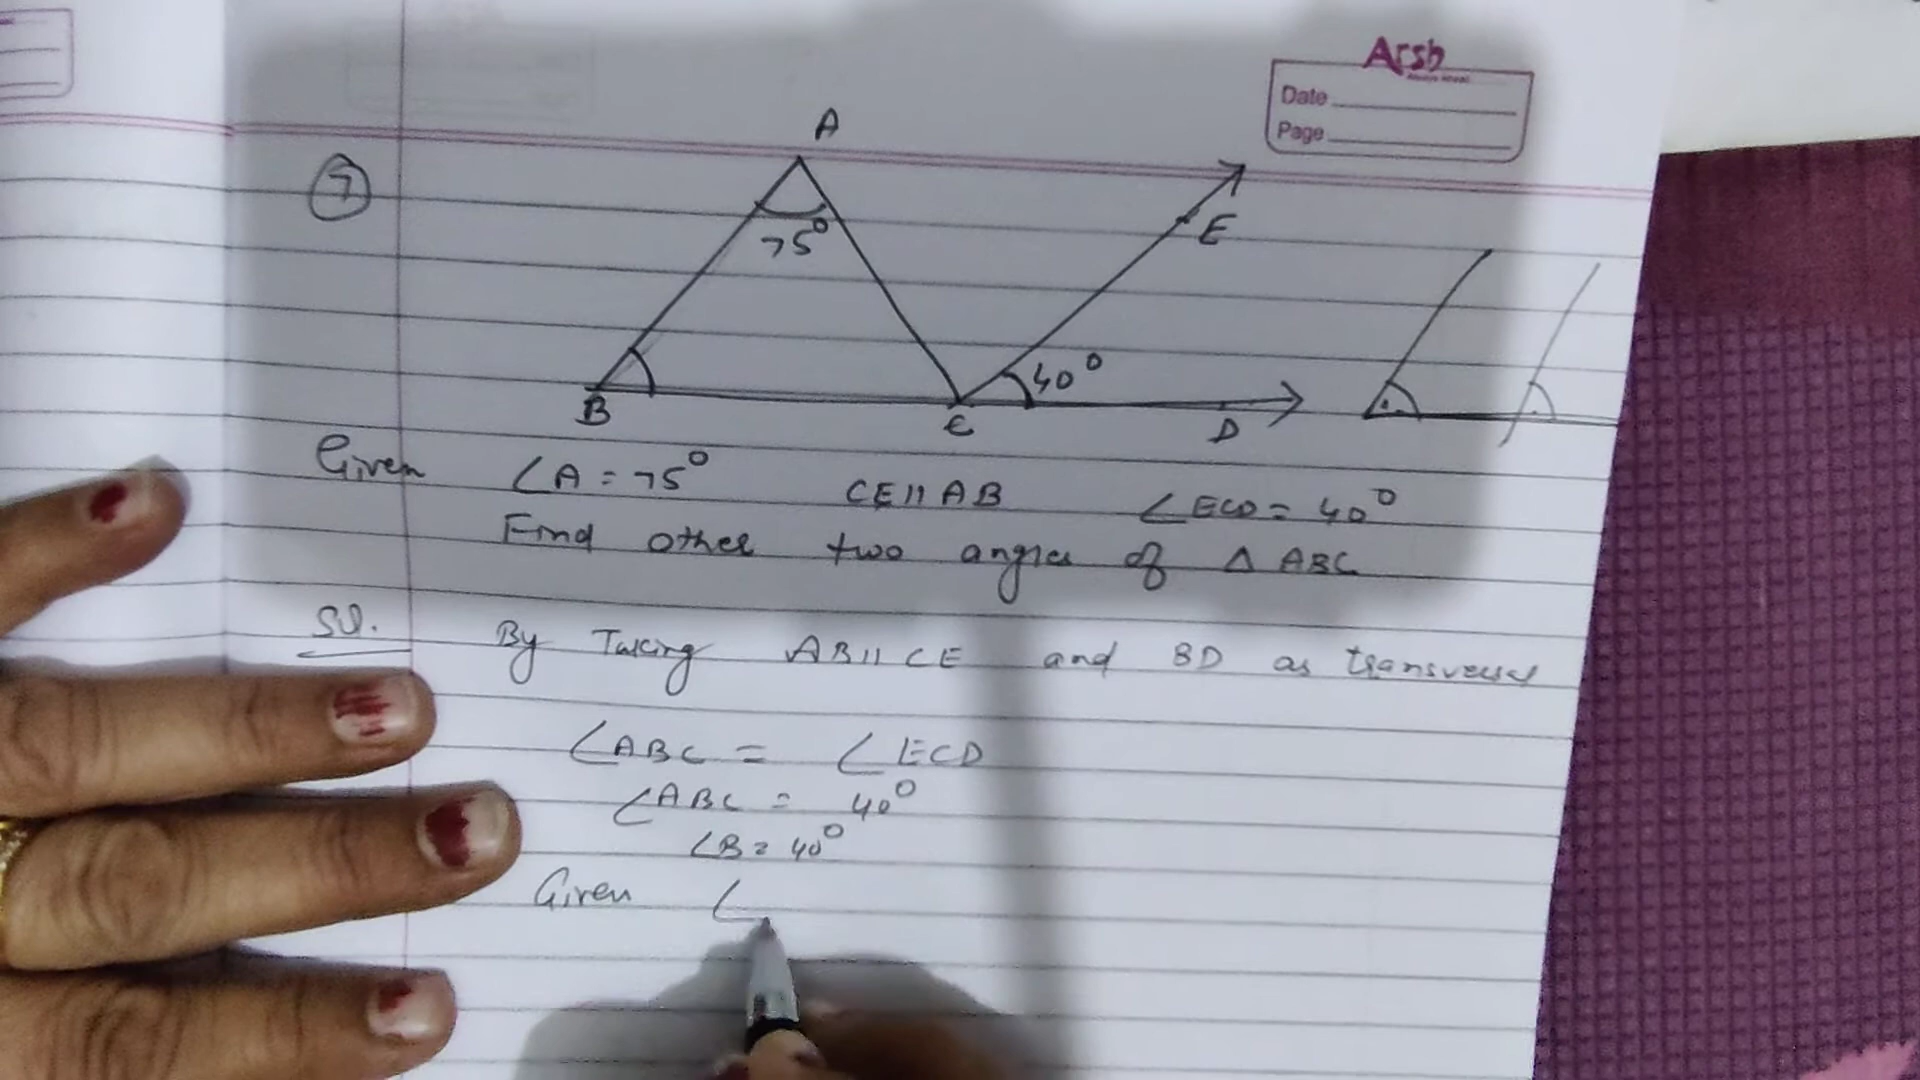 Arsh
Date
Page
7
A
75°
E
40°
B
C
D
Given ∠A = 75° CE || AB ∠ECD = 40°
Find other two angles of Δ ABC
Sol. By Taking AB || CE and BD as transversal
∠ABC = ∠ECD
∠ABC = 40°
∠B = 40°
Given ∠